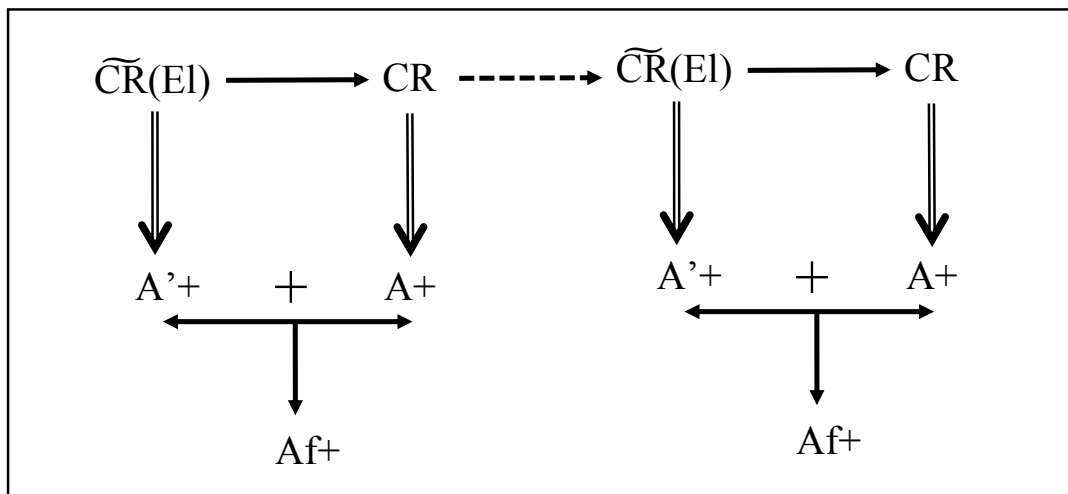 C͠R(El) CR C͠R(El) CR
A’+ + A+ A’+ + A+
Af+ Af+